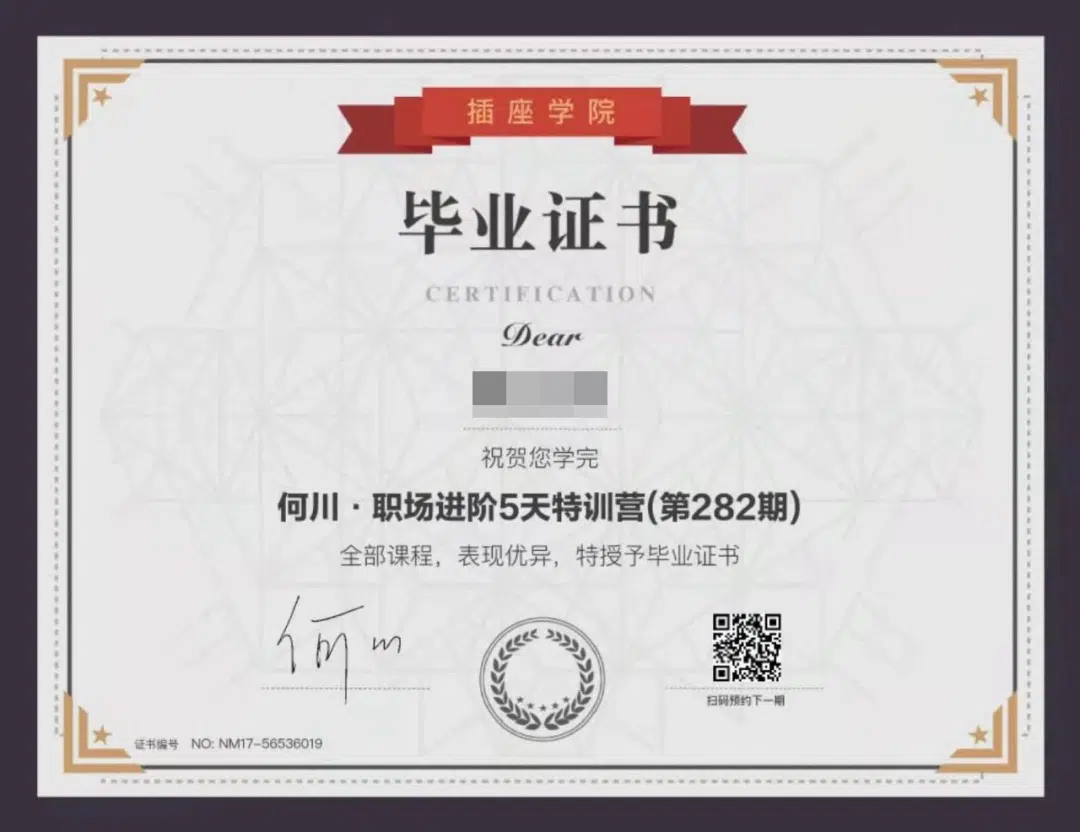 插座学院
毕业证书
CERTIFICATION
Dear
祝贺您学完
何川·职场进阶5天特训营(第282期)
全部课程，表现优异，特授予毕业证书
何川
扫码预约下一期
证书编号 NO: NM17-56536019